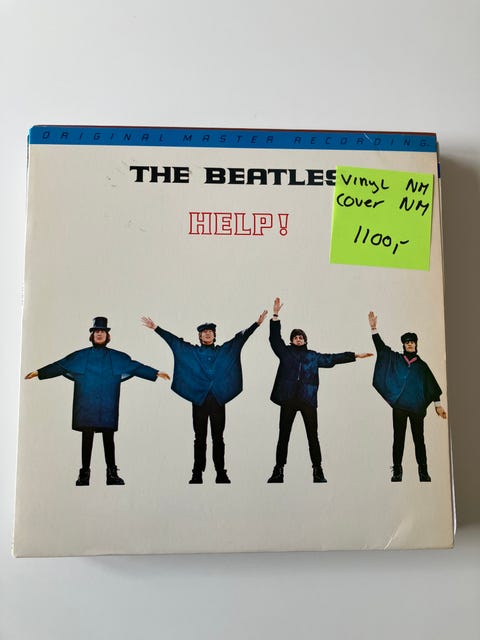 ORIGINAL MASTER RECORDING
THE BEATLES
HELP!
Vinyl NM
Cover NM
1100,-